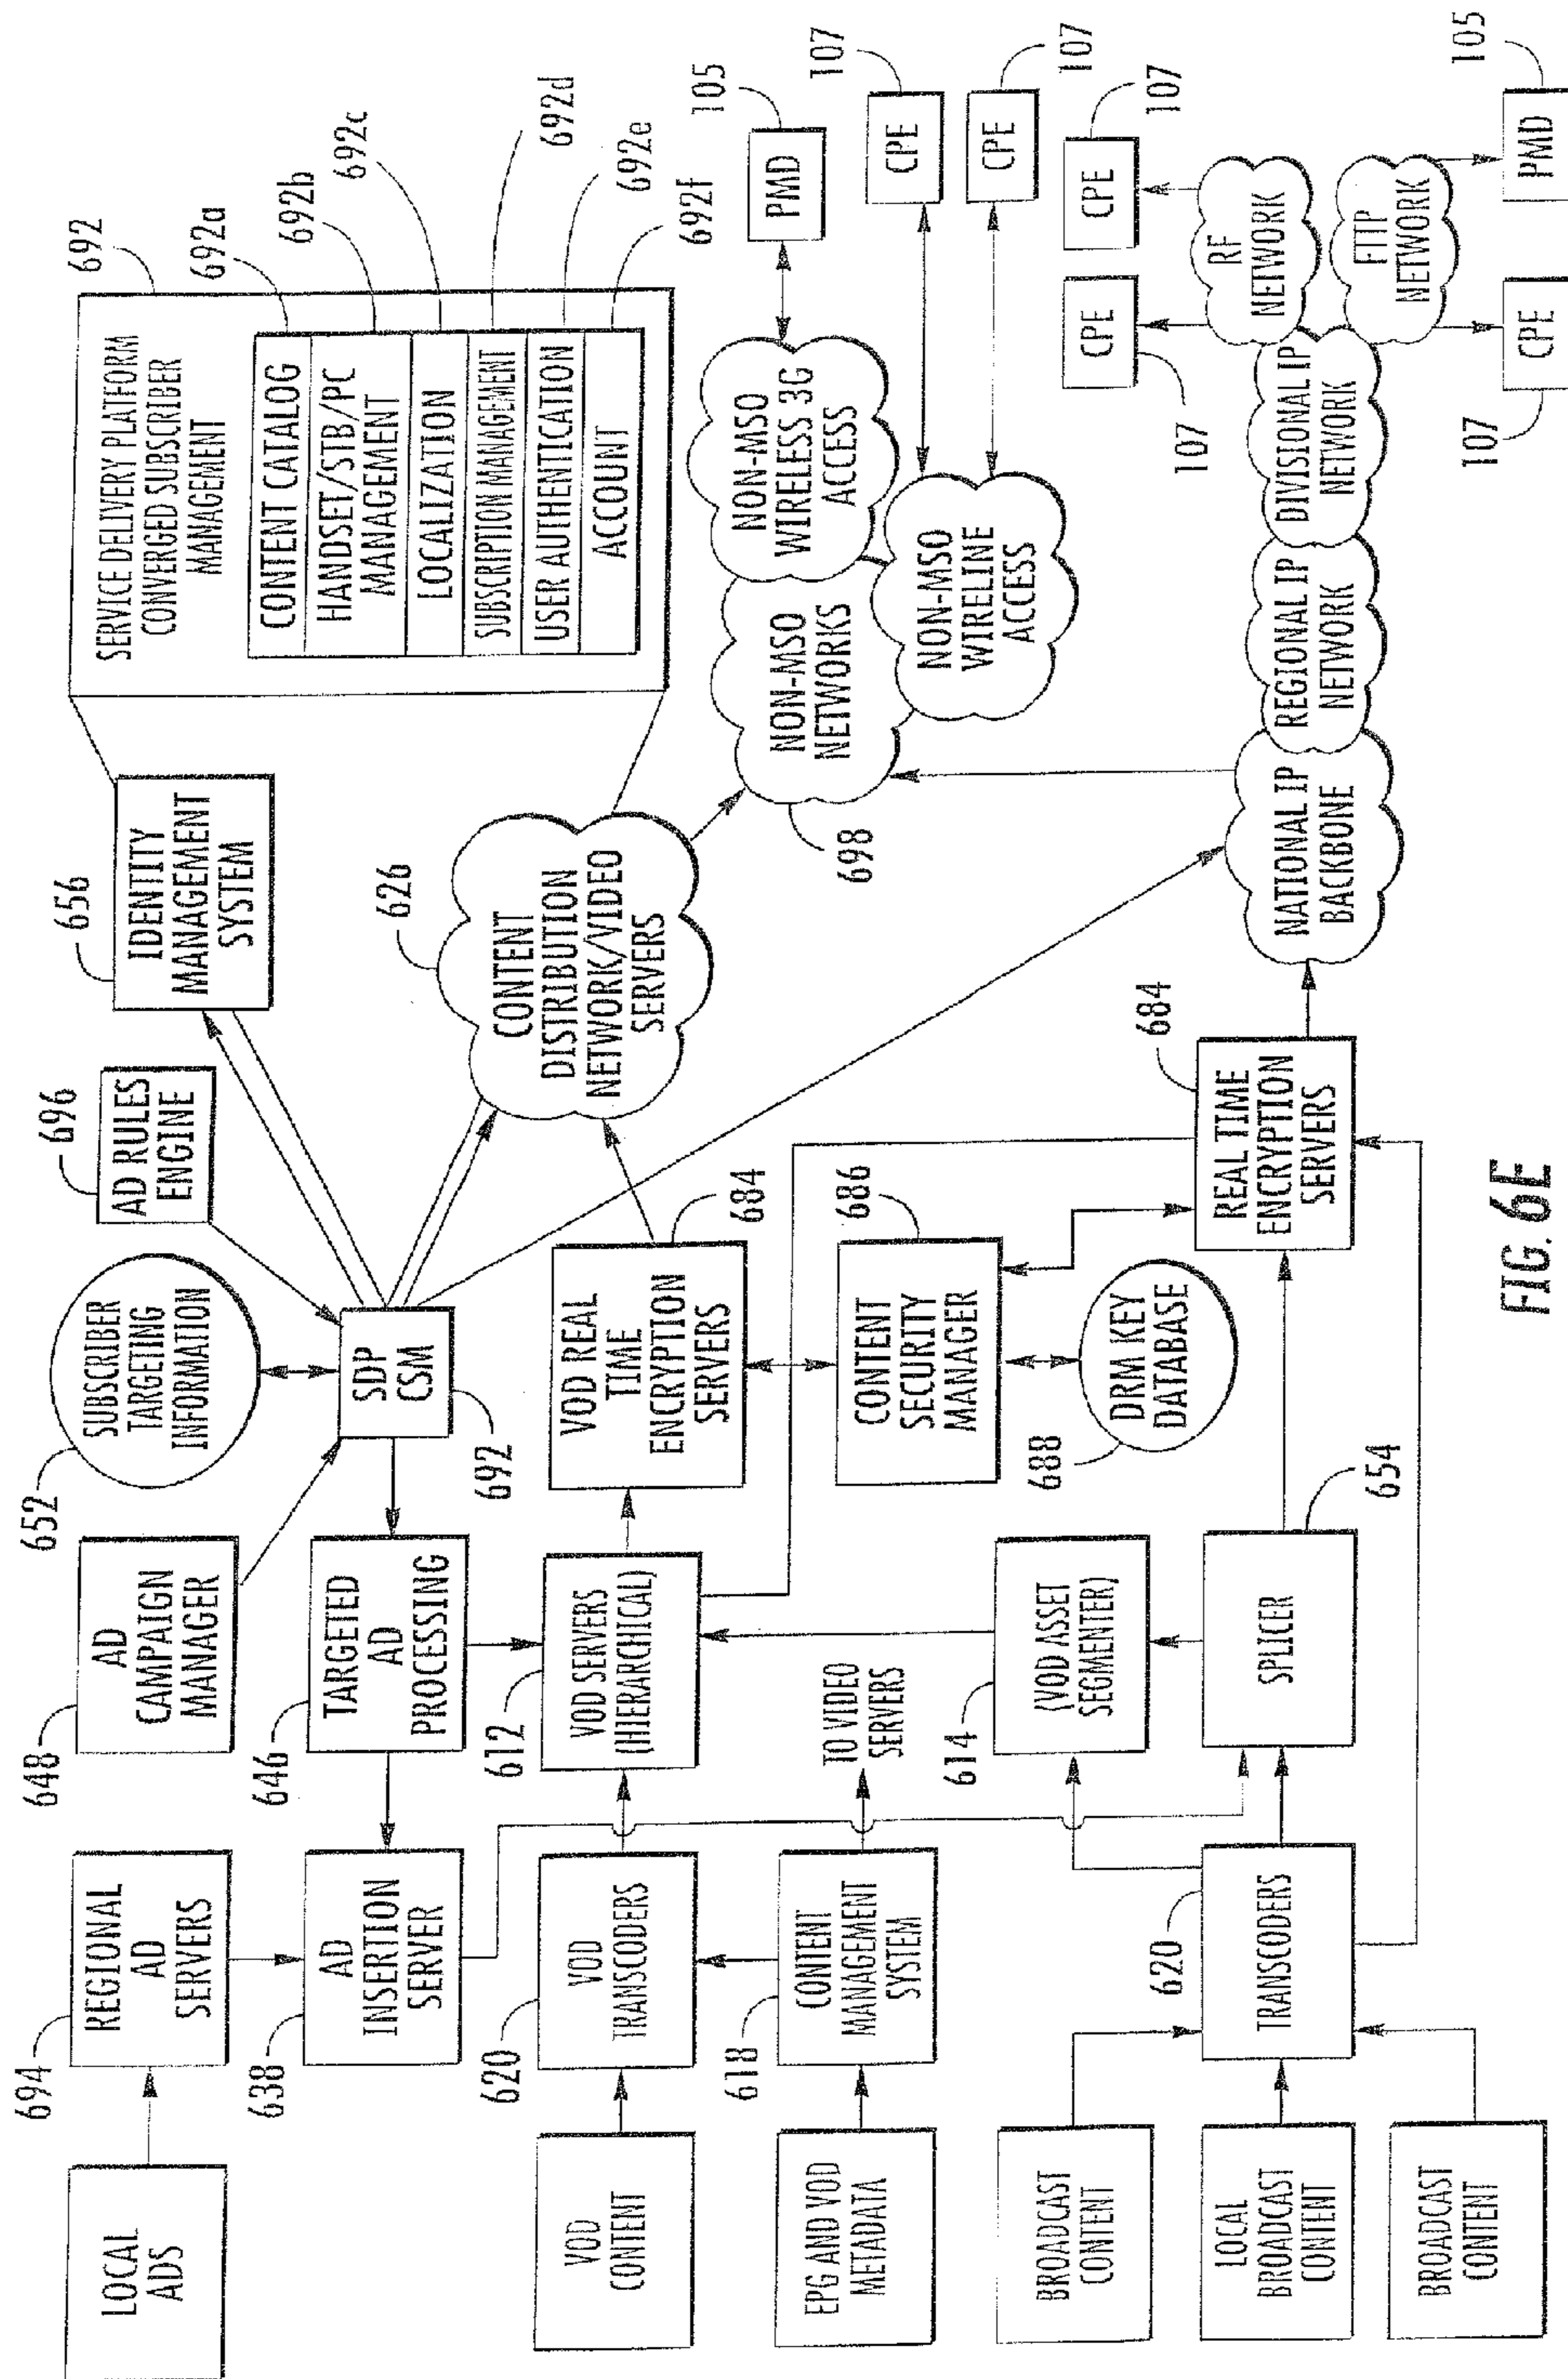 LOCAL
ADS
694
REGIONAL
AD
SERVERS
648
AD
CAMPAIGN
MANAGER
652
SUBSCRIBER
TARGETING
INFORMATION
696
AD RULES
ENGINE
656
IDENTITY
MANAGEMENT
SYSTEM
SERVICE DELIVERY PLATFORM
CONVERGED SUBSCRIBER
MANAGEMENT
692
CONTENT CATALOG
692a
HANDSET/STB/PC
MANAGEMENT
692b
LOCALIZATION
692c
SUBSCRIPTION MANAGEMENT
692d
USER AUTHENTICATION
692e
ACCOUNT
692f
638
AD
INSERTION
SERVER
646
TARGETED
AD
PROCESSING
SDP
CSM
692
626
CONTENT
DISTRIBUTION
NETWORK/VIDEO
SERVERS
VOD
CONTENT
620
VOD
TRANSCODERS
612
VOD SERVERS
(HIERARCHICAL)
VOD REAL
TIME
ENCRYPTION
SERVERS
684
NON-MSO
NETWORKS
698
NON-MSO
WIRELESS 3G
ACCESS
NON-MSO
WIRELINE
ACCESS
PMD
105
CPE
107
CPE
107
EPG AND VOD
METADATA
618
CONTENT
MANAGEMENT
SYSTEM
TO VIDEO
SERVERS
CONTENT
SECURITY
MANAGER
686
688
DRM KEY
DATABASE
BROADCAST
CONTENT
LOCAL
BROADCAST
CONTENT
BROADCAST
CONTENT
620
TRANSCODERS
614
(VOD ASSET
SEGMENTER)
SPLICER
654
REAL TIME
ENCRYPTION
SERVERS
684
NATIONAL IP
BACKBONE
REGIONAL IP
NETWORK
DIVISIONAL IP
NETWORK
RF
NETWORK
FTTP
NETWORK
CPE
107
CPE
107
CPE
107
PMD
105
FIG. 6E